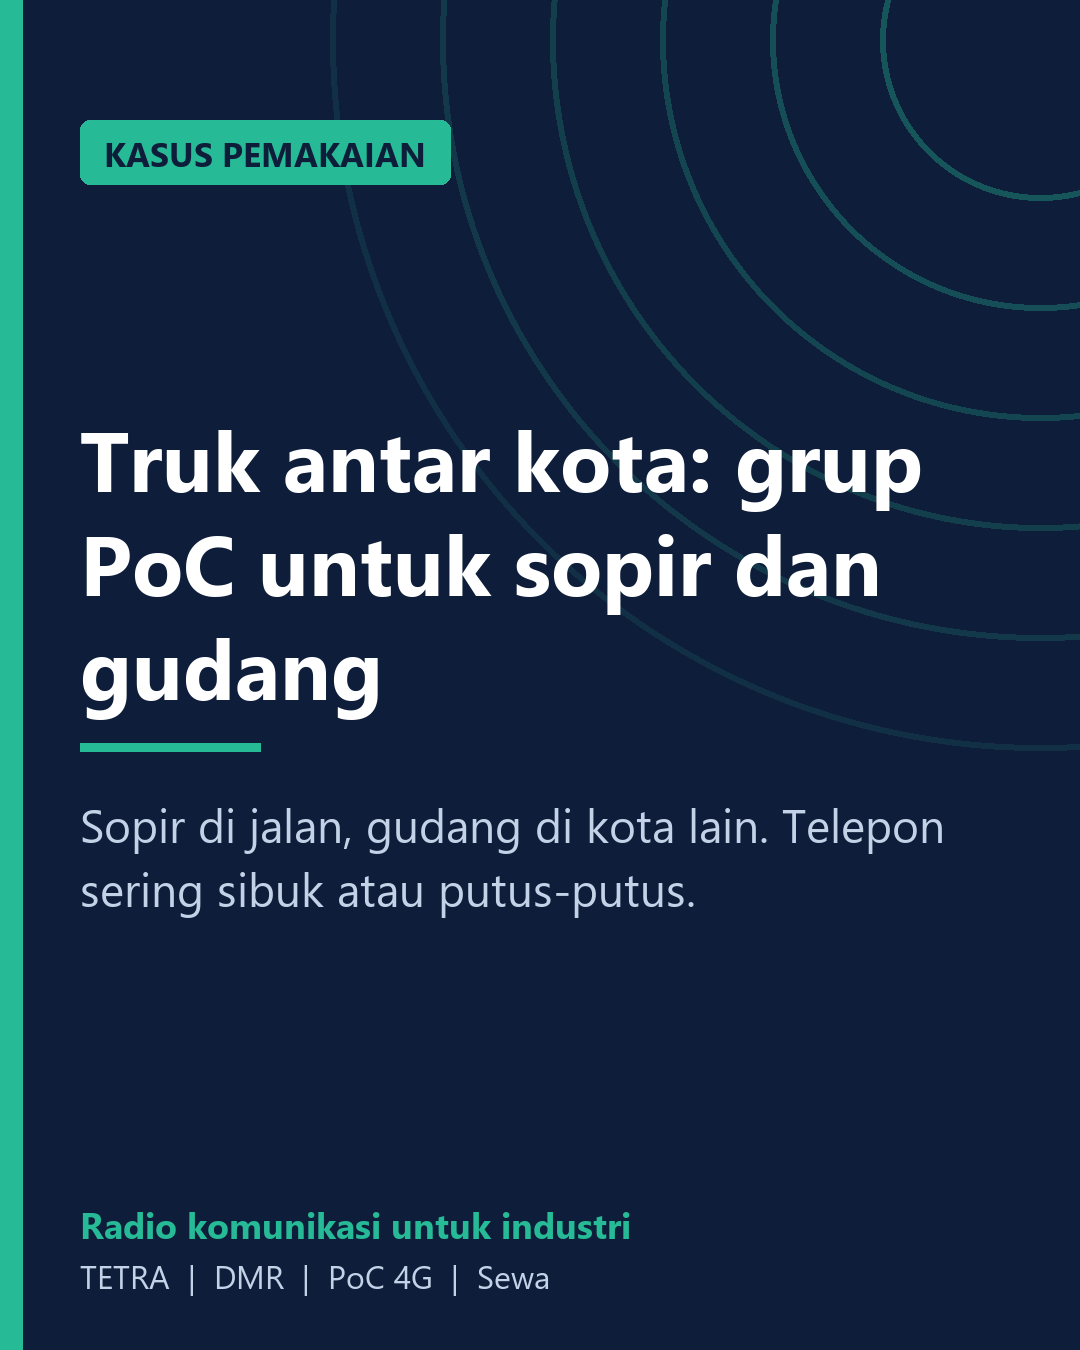 KASUS PEMAKAIAN
Truk antar kota: grup
PoC untuk sopir dan
gudang
Sopir di jalan, gudang di kota lain. Telepon
sering sibuk atau putus-putus.
Radio komunikasi untuk industri
TETRA | DMR | PoC 4G | Sewa